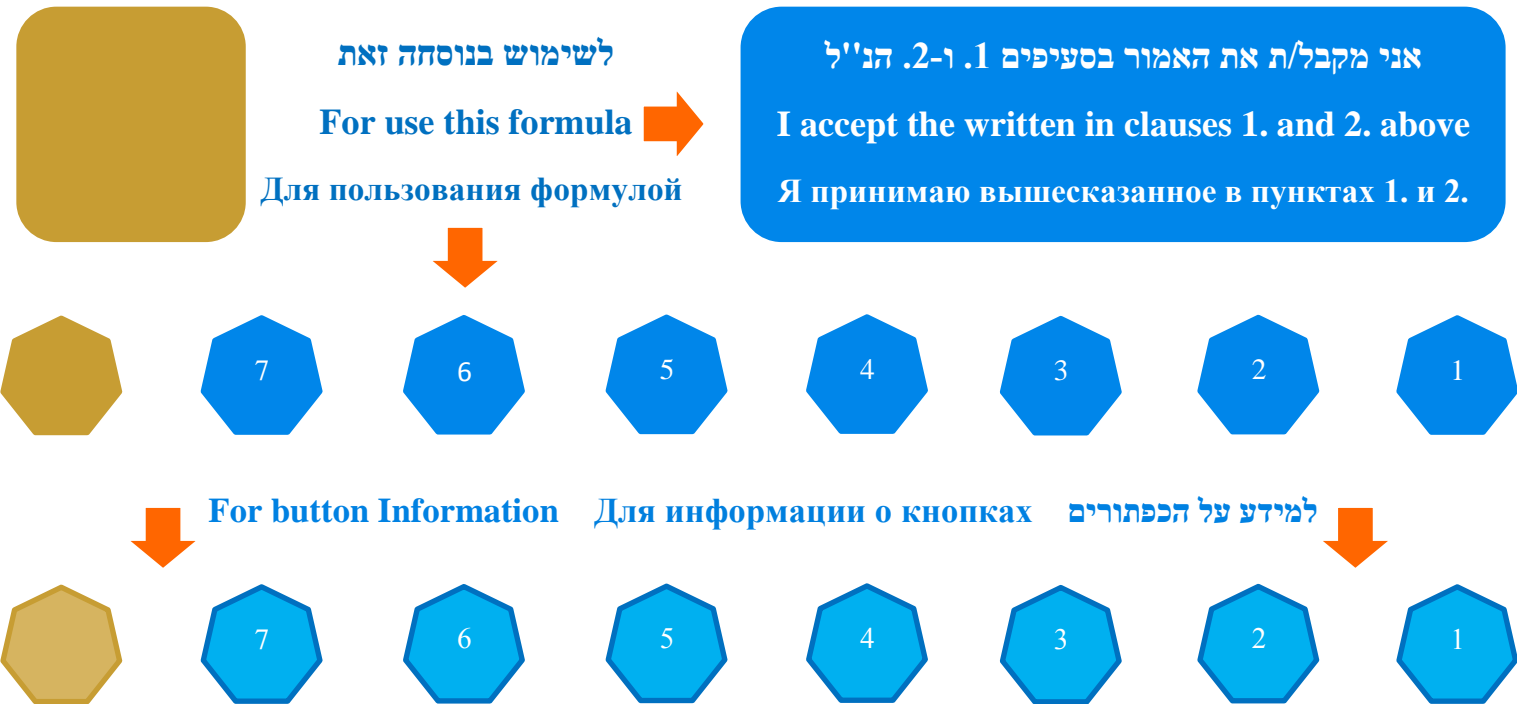 לשימוש בנוסחה זאת
For use this formula
Для пользования формулой
אני מקבל/ת את האמור בסעיפים 1. ו-2. הנ''ל
I accept the written in clauses 1. and 2. above
Я принимаю вышесказанное в пунктах 1. и 2.
7 6 5 4 3 2 1
For button Information Для информации о кнопках למידע על הכפתורים
7 6 5 4 3 2 1